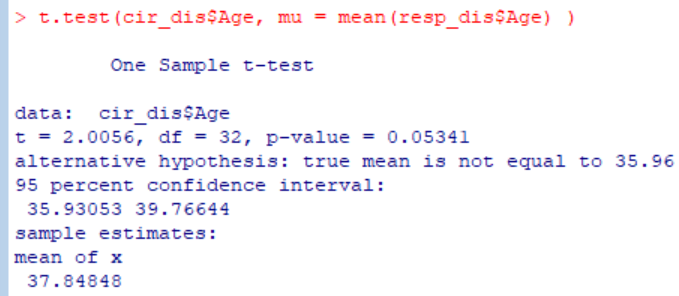 > t.test(cir_dis$Age, mu = mean(resp_dis$Age) )
One Sample t-test
data:  cir_dis$Age
t = 2.0056, df = 32, p-value = 0.05341
alternative hypothesis: true mean is not equal to 35.96
95 percent confidence interval:
35.93053 39.76644
sample estimates:
mean of x
37.84848